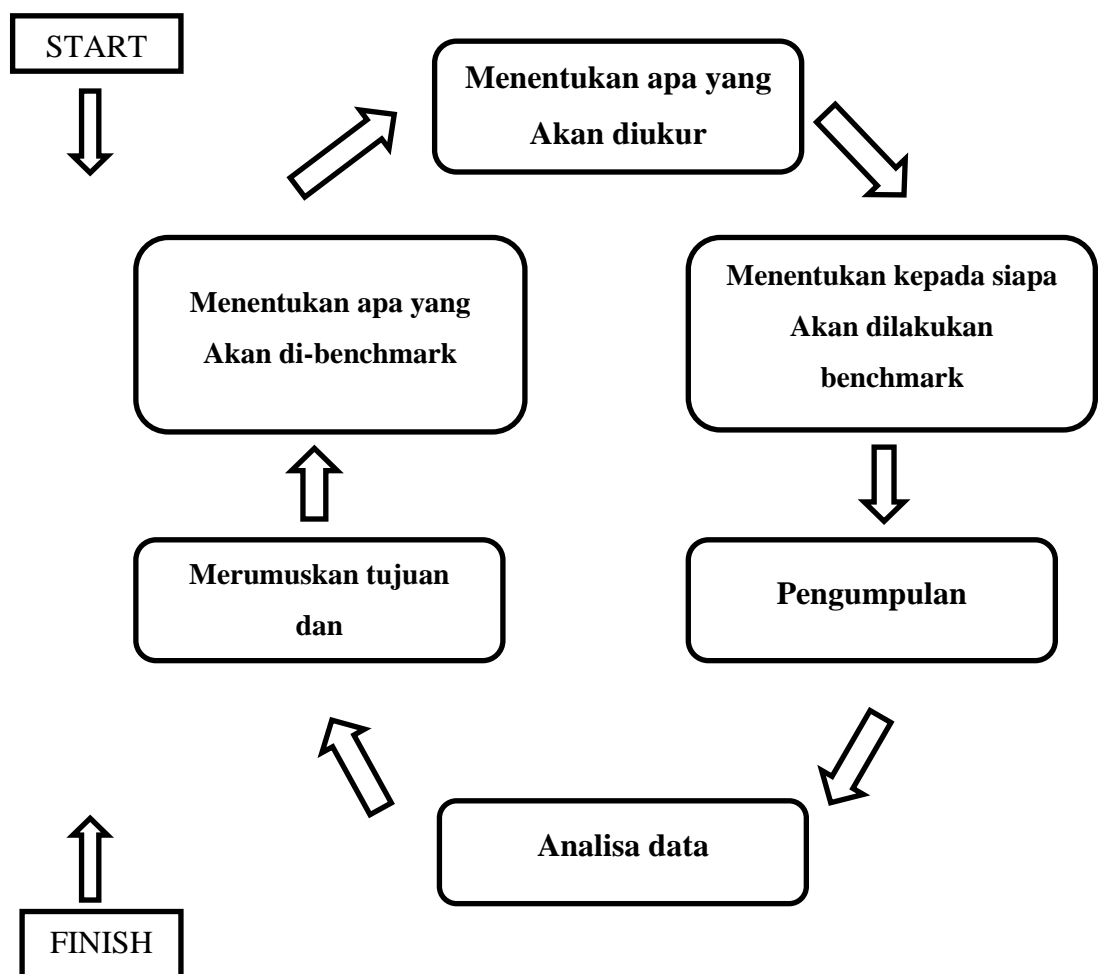 START
Menentukan apa yang
Akan diukur
Menentukan apa yang
Akan di-benchmark
Menentukan kepada siapa
Akan dilakukan
benchmark
Merumuskan tujuan
dan
Pengumpulan
Analisa data
FINISH